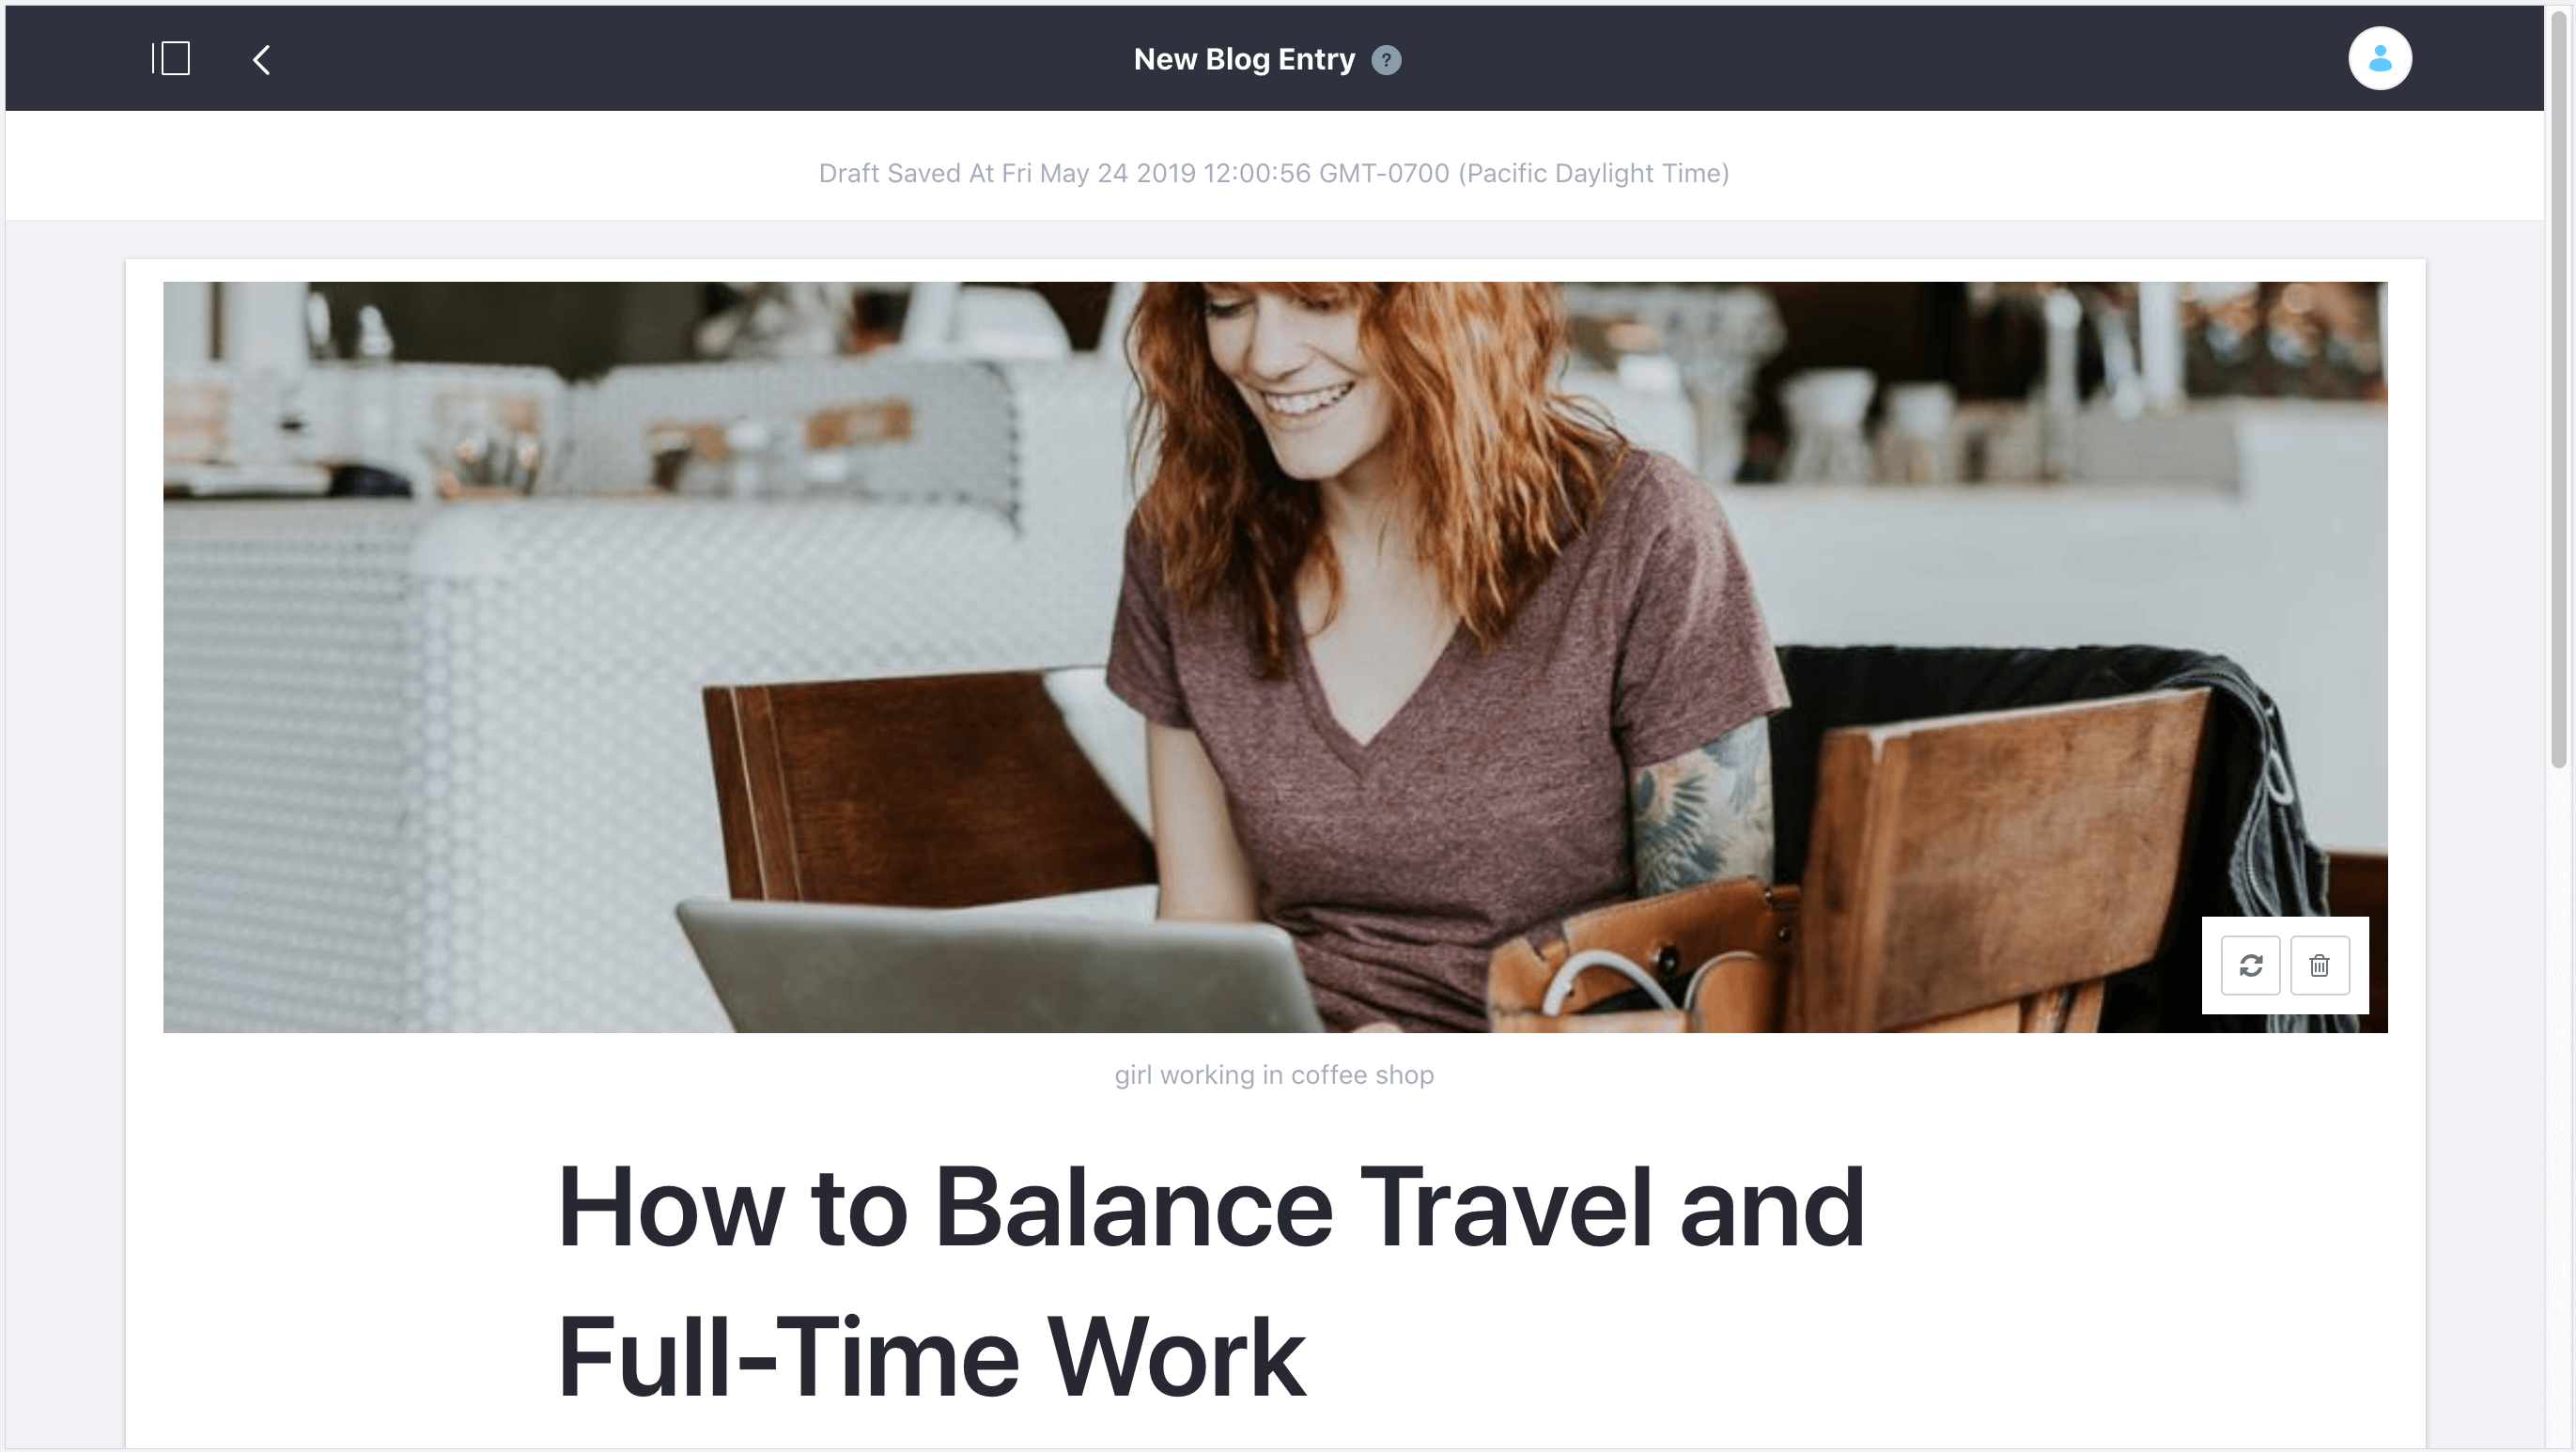 New Blog Entry ?
Draft Saved At Fri May 24 2019 12:00:56 GMT-0700 (Pacific Daylight Time)
girl working in coffee shop
How to Balance Travel and
Full-Time Work